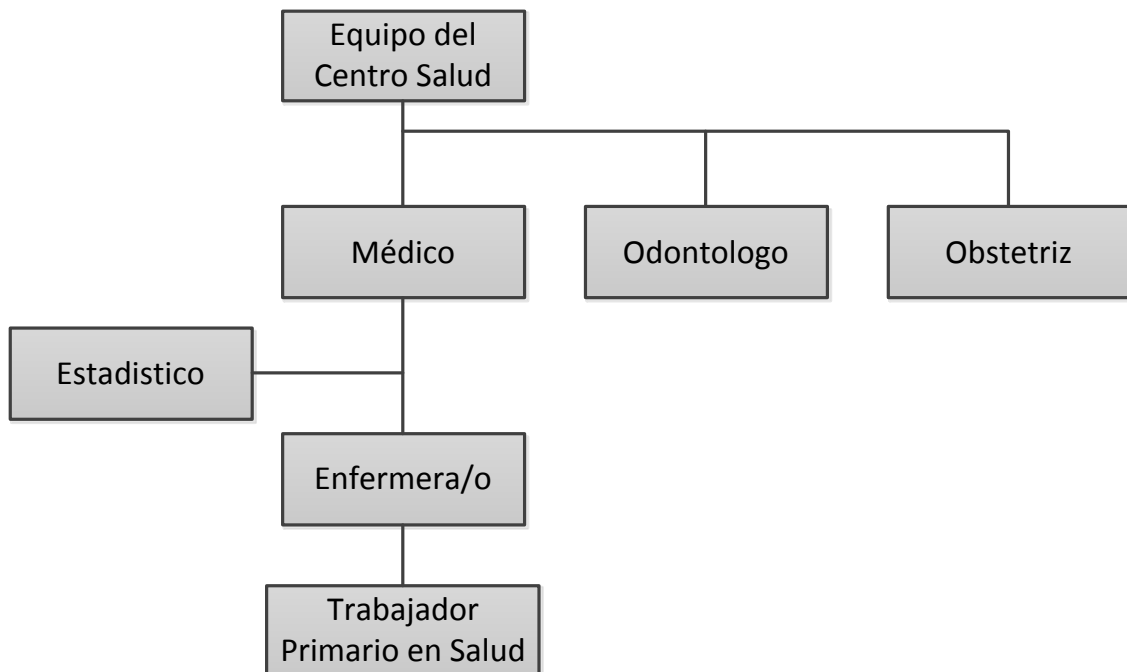 Equipo del
Centro Salud
Médico
Odontologo
Obstetriz
Estadistico
Enfermera/o
Trabajador
Primario en Salud